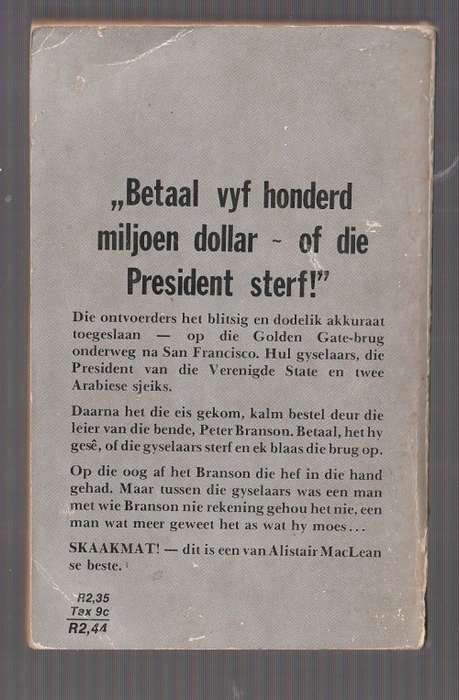 „Betaal vyf honderd
miljoen dollar - of die
President sterf!”
Die ontvoerders het blitsig en dodelik akkuraat
toegeslaan — op die Golden Gate-brug
onderweg na San Francisco. Hul gyselaars, die
President van die Verenigde State en twee
Arabiese sjeiks.
Daarna het die eis gekom, kalm bestel deur die
leier van die bende, Peter Branson. Betaal, het hy
gesê, of die gyselaars sterf en ek blaas die brug op.
Op die oog af het Branson die hef in die hand
gehad. Maar tussen die gyselaars was een man
met wie Branson nie rekening gehou het nie, een
man wat meer geweet het as wat hy moes...
SKAAKMAT! — dit is een van Alistair MacLean
se beste.
R2,35
Tax 9c
R2,44